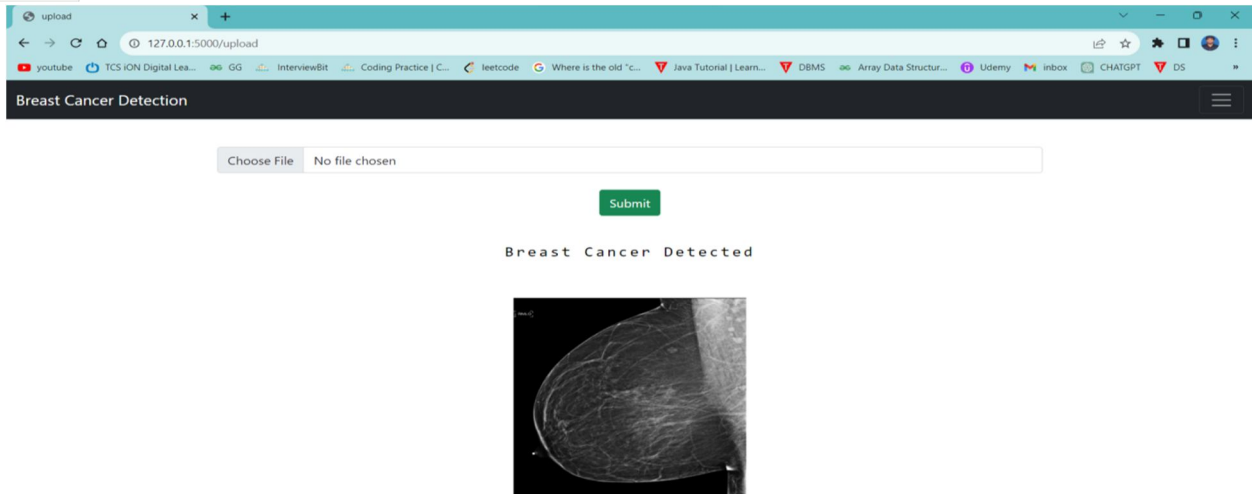 upload
127.0.0.1:5000/upload
youtube TCS iON Digital Lea... GG InterviewBit Coding Practice | C... leetcode Where is the old "c... Java Tutorial | Learn... DBMS Array Data Structur... Udemy inbox CHATGPT DS »
Breast Cancer Detection
Choose File No file chosen
Submit
Breast Cancer Detected